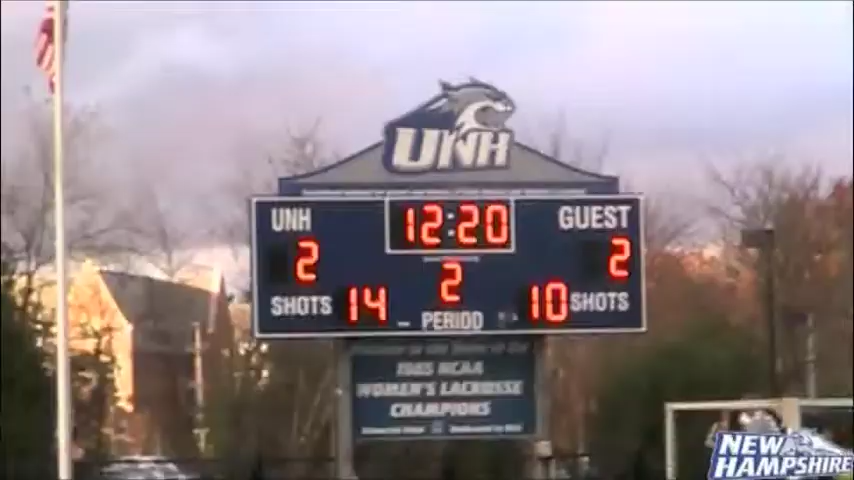 UNH
UNH 12:20 GUEST
2 2 2
SHOTS 14 PERIOD 10 SHOTS
1985 NCAA
WOMEN'S LACROSSE
CHAMPIONS
NEW
HAMPSHIRE